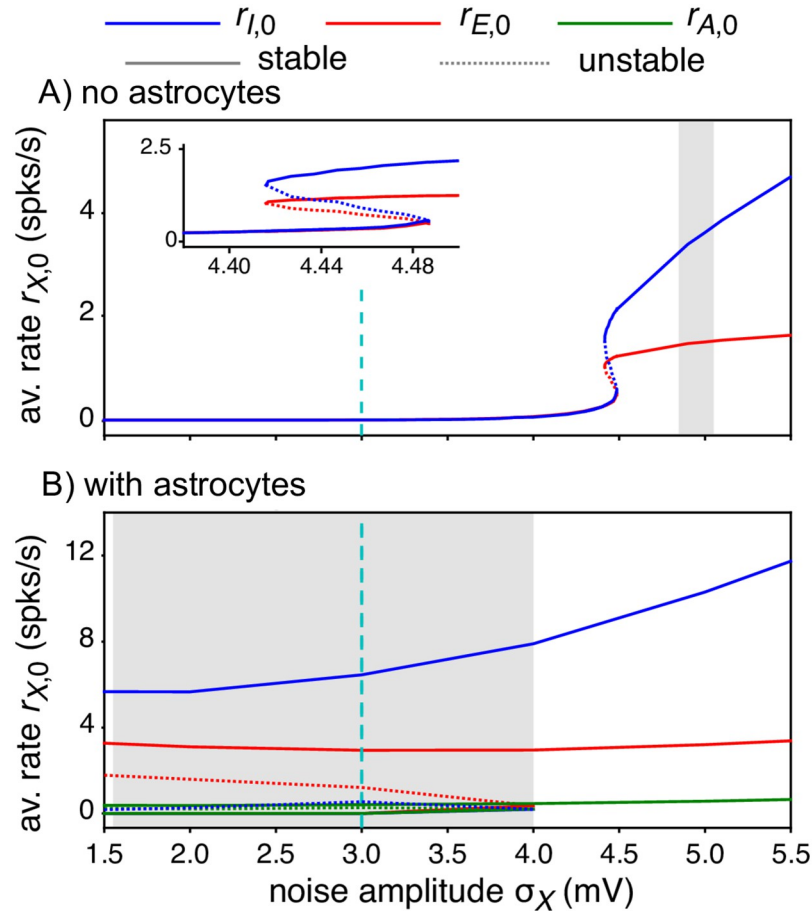 r_{I,0} r_{E,0} r_{A,0}
stable unstable
A) no astrocytes
av. rate r_{X,0} (spks/s)
4
2
0
2.5
0
4.40 4.44 4.48
B) with astrocytes
av. rate r_{X,0} (spks/s)
12
8
4
0
1.5 2.0 2.5 3.0 3.5 4.0 4.5 5.0 5.5
noise amplitude σ_X (mV)